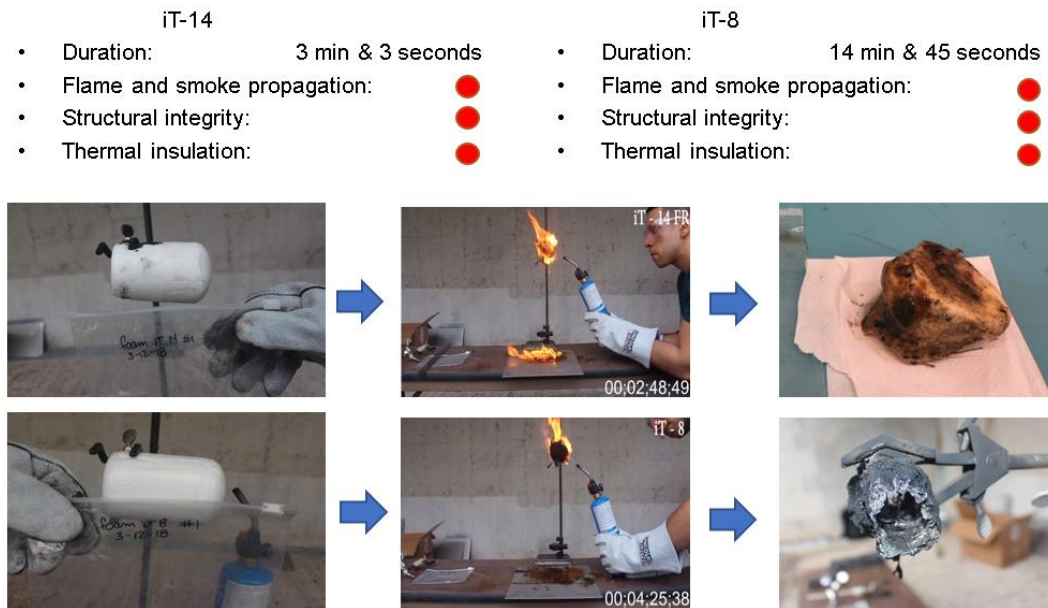 iT-14
• Duration: 3 min & 3 seconds
• Flame and smoke propagation:
• Structural integrity:
• Thermal insulation:
iT-8
• Duration: 14 min & 45 seconds
• Flame and smoke propagation:
• Structural integrity:
• Thermal insulation:
foam iT 14 #1
3-12-18
iT - 14 FR
00;02;48;49
foam iT 8 #1
3-12-18
iT - 8
00;04;25;38